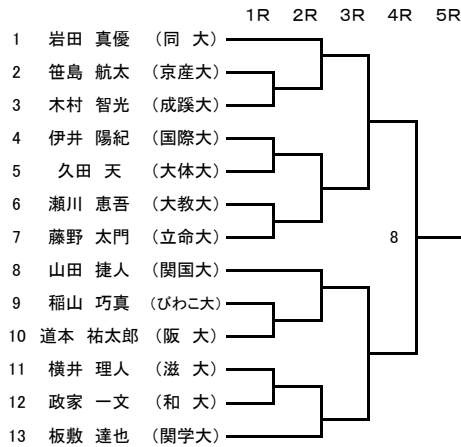 1R 2R 3R 4R 5R
1 岩田 真優 (同 大)
2 笹島 航太 (京産大)
3 木村 智光 (成蹊大)
4 伊井 陽紀 (国際大)
5 久田 天 (大体大)
6 瀬川 恵吾 (大教大)
7 藤野 太門 (立命大)
8
8 山田 捷人 (関国大)
9 稲山 巧真 (びわこ大)
10 道本 祐太郎 (阪 大)
11 横井 理人 (滋 大)
12 政家 一文 (和 大)
13 板敷 達也 (関学大)